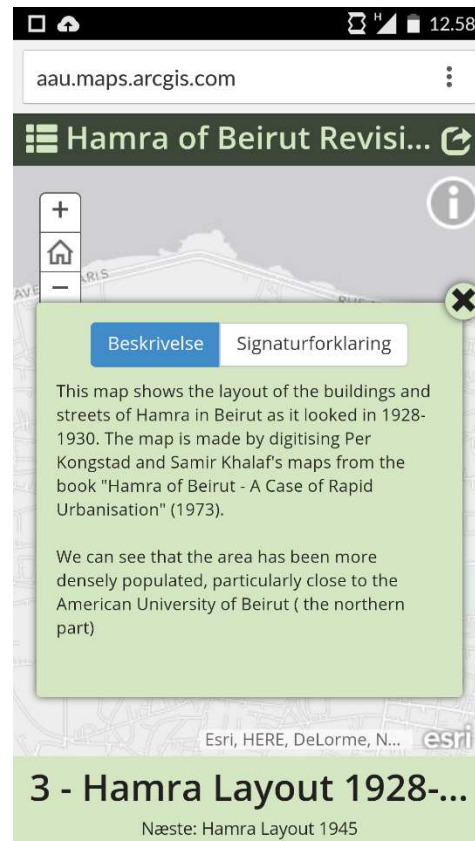 H 12.58
aau.maps.arcgis.com
Hamra of Beirut Revisi...
+
−
Beskrivelse Signaturforklaring
This map shows the layout of the buildings and
streets of Hamra in Beirut as it looked in 1928-
1930. The map is made by digitising Per
Kongstad and Samir Khalaf's maps from the
book "Hamra of Beirut - A Case of Rapid
Urbanisation" (1973).
We can see that the area has been more
densely populated, particularly close to the
American University of Beirut ( the northern
part)
Esri, HERE, DeLorme, N... esri
3 - Hamra Layout 1928-...
Næste: Hamra Layout 1945